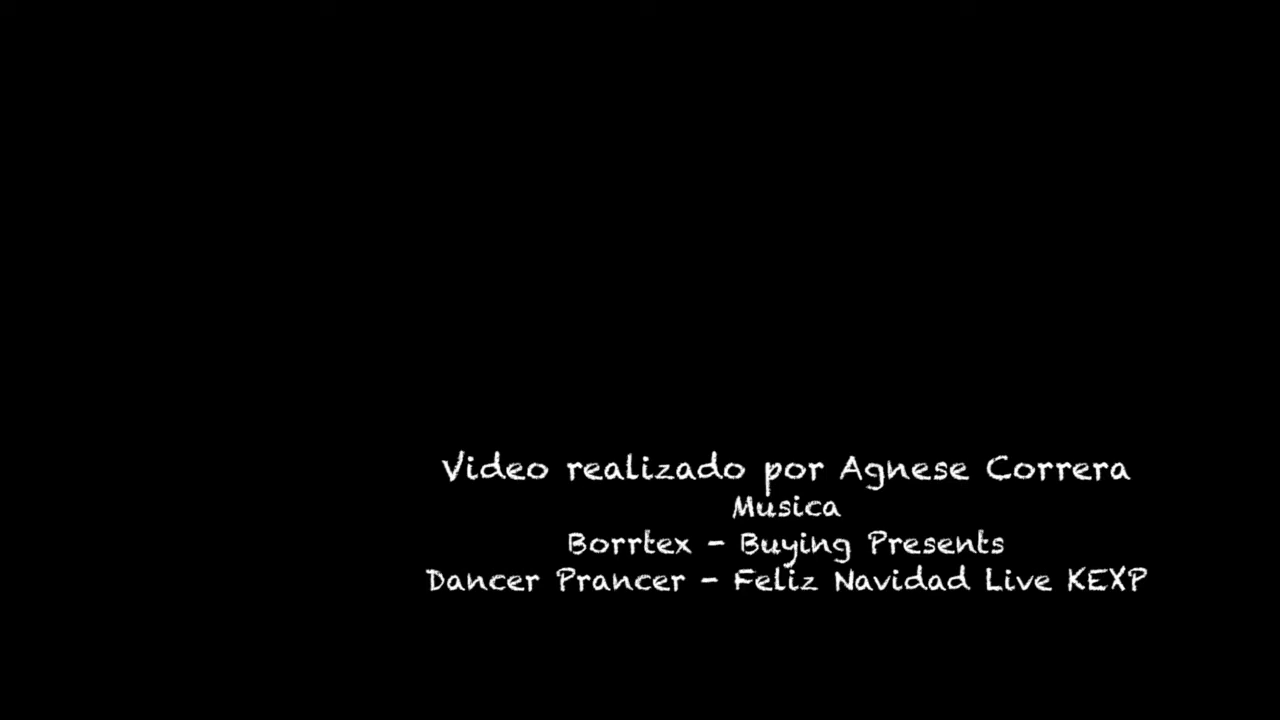 Video realizado por Agnese Correra
Musica
Borrtex - Buying Presents
Dancer Prancer - Feliz Navidad Live KEXP